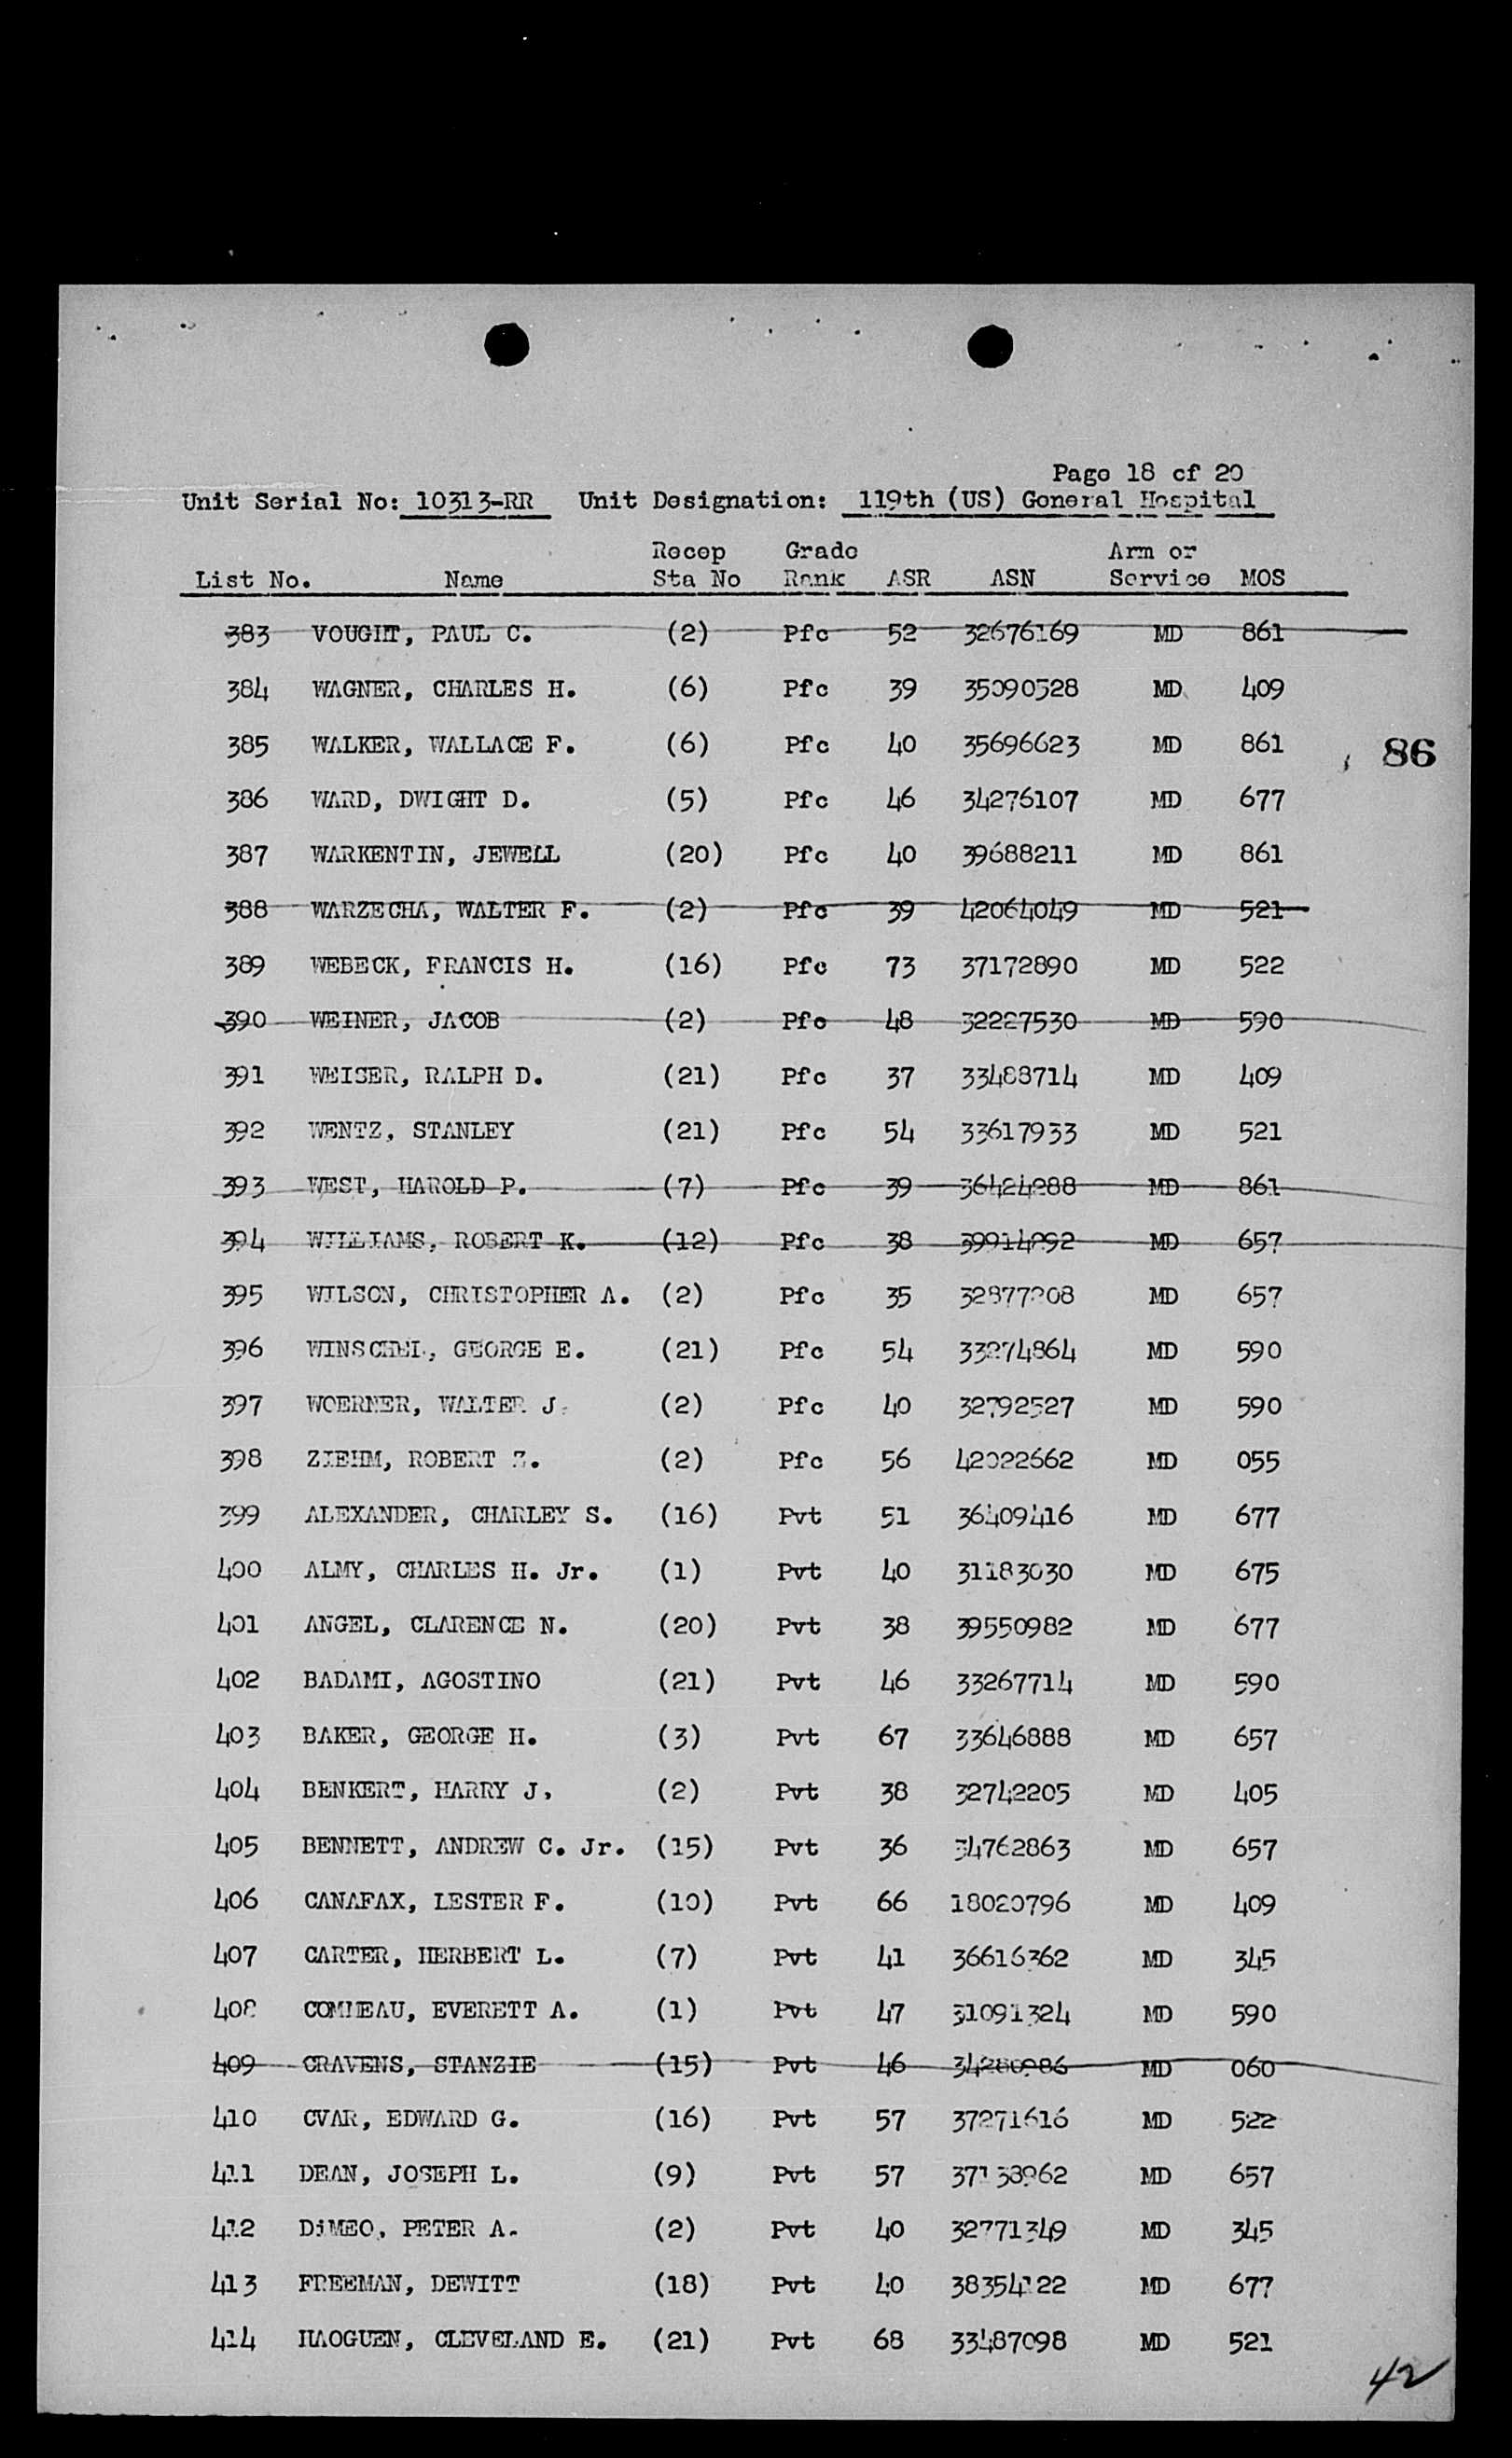 Page 18 of 20
Unit Serial No: 10313-RR Unit Designation: 119th (US) General Hospital
Recep Grade Arm or
List No. Name Sta No Rank ASR ASN Service MOS
383 VOUGHT, PAUL C. (2) Pfc 52 32676169 MD 861
384 WAGNER, CHARLES H. (6) Pfc 39 35090528 MD 409
385 WALKER, WALLACE F. (6) Pfc 40 35696623 MD 861
86
386 WARD, DWIGHT D. (5) Pfc 46 34276107 MD 677
387 WARKENTIN, JEWELL (20) Pfc 40 39688211 MD 861
388 WARZECHA, WALTER F. (2) Pfc 39 42064049 MD 521
389 WEBECK, FRANCIS H. (16) Pfc 73 37172890 MD 522
390 WEINER, JACOB (2) Pfc 48 32227530 MD 590
391 WEISER, RALPH D. (21) Pfc 37 33488714 MD 409
392 WENTZ, STANLEY (21) Pfc 54 33617933 MD 521
393 WEST, HAROLD P. (7) Pfc 39 36424288 MD 861
394 WILLIAMS, ROBERT K. (12) Pfc 38 39914292 MD 657
395 WILSON, CHRISTOPHER A. (2) Pfc 35 MD 657
396 WINSCHEL, GEORGE E. (21) Pfc 54 33274864 MD 590
397 WOERNER, WALTER J. (2) Pfc 40 32792527 MD 590
398 ZIEHM, ROBERT Z. (2) Pfc 56 42022662 MD 055
399 ALEXANDER, CHARLEY S. (16) Pvt 51 36409416 MD 677
400 ALMY, CHARLES H. Jr. (1) Pvt 40 31183030 MD 675
401 ANGEL, CLARENCE N. (20) Pvt 38 39550982 MD 677
402 BADAMI, AGOSTINO (21) Pvt 46 33267714 MD 590
403 BAKER, GEORGE H. (3) Pvt 67 33646888 MD 657
404 BENKERT, HARRY J. (2) Pvt 38 32742205 MD 405
405 BENNETT, ANDREW C. Jr. (15) Pvt 36 34762863 MD 657
406 CANAFAX, LESTER F. (10) Pvt 66 18020796 MD 409
407 CARTER, HERBERT L. (7) Pvt 41 36616362 MD 345
408 COMMEAU, EVERETT A. (1) Pvt 47 31091324 MD 590
409 CRAVENS, STANZIE (15) Pvt 46 MD 060
410 CVAR, EDWARD G. (16) Pvt 57 37271616 MD 522
411 DEAN, JOSEPH L. (9) Pvt 57 MD 657
412 DiMEO, PETER A. (2) Pvt 40 32771349 MD 345
413 FREEMAN, DEWITT (18) Pvt 40 38354122 MD 677
414 HAOGUEN, CLEVELAND E. (21) Pvt 68 33487098 MD 521
42